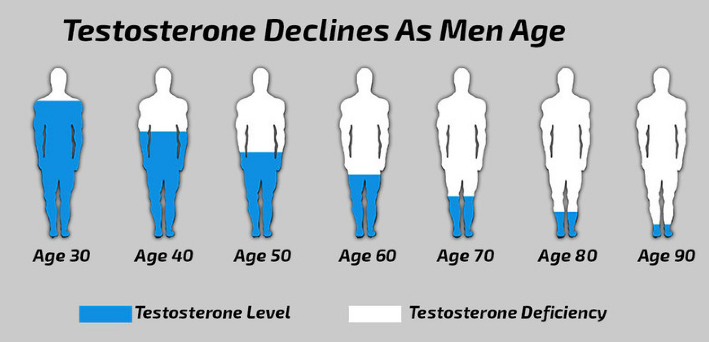 Testosterone Declines As Men Age
Age 30 Age 40 Age 50 Age 60 Age 70 Age 80 Age 90
Testosterone Level Testosterone Deficiency